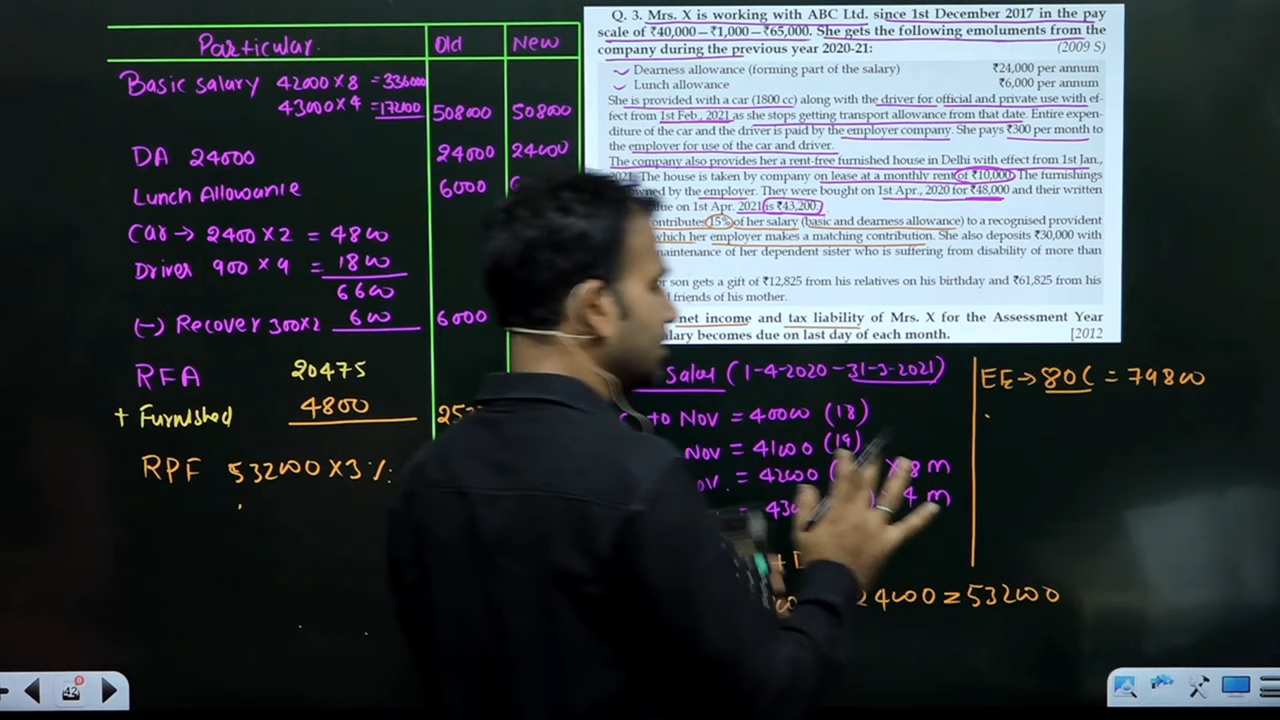 Particular. Old New
Basic salary 42000 X 8 = 336000
43000 X 4 = 172000 508000 508000
DA 24000 24000 24000
Lunch Allowance 6000
Car → 2400 X 2 = 4800
Driver 900 X 2 = 1800
6600
(-) Recover 300X2 600 6000
RFA 20475
+ Furnished 4800
RPF 532000 X 3 %.
Q. 3. Mrs. X is working with ABC Ltd. since 1st December 2017 in the pay
scale of ₹40,000—₹1,000—₹65,000. She gets the following emoluments from the
company during the previous year 2020-21: (2009 S)
Dearness allowance (forming part of the salary) ₹24,000 per annum
Lunch allowance ₹6,000 per annum
She is provided with a car (1800 cc) along with the driver for official and private use with ef-
fect from 1st Feb., 2021 as she stops getting transport allowance from that date. Entire expen-
diture of the car and the driver is paid by the employer company. She pays ₹300 per month to
the employer for use of the car and driver.
The company also provides her a rent-free furnished house in Delhi with effect from 1st Jan.,
2021. The house is taken by company on lease at a monthly rent of ₹10,000. The furnishings
owned by the employer. They were bought on 1st Apr., 2020 for ₹48,000 and their written
on 1st Apr. 2021 is ₹43,200.
contributes 15% of her salary (basic and dearness allowance) to a recognised provident
which her employer makes a matching contribution. She also deposits ₹30,000 with
maintenance of her dependent sister who is suffering from disability of more than
son gets a gift of ₹12,825 from his relatives on his birthday and ₹61,825 from his
friends of his mother.
net income and tax liability of Mrs. X for the Assessment Year
becomes due on last day of each month. [2012
Salary (1-4-2020 - 31-3-2021)
to Nov = 40000 (18)
Nov = 41000 (19)
= 42000 8 m
4 m
24000 = 532000
EE → 80C = 79800
42